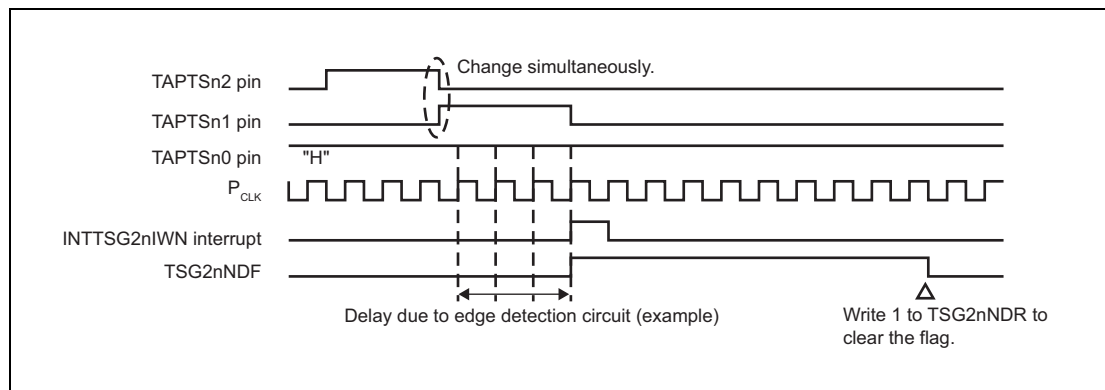 Change simultaneously.
TAPTSn2 pin
TAPTSn1 pin
TAPTSn0 pin
"H"
PCLK
INTTSG2nIWN interrupt
TSG2nNDF
Delay due to edge detection circuit (example)
Write 1 to TSG2nNDR to
clear the flag.